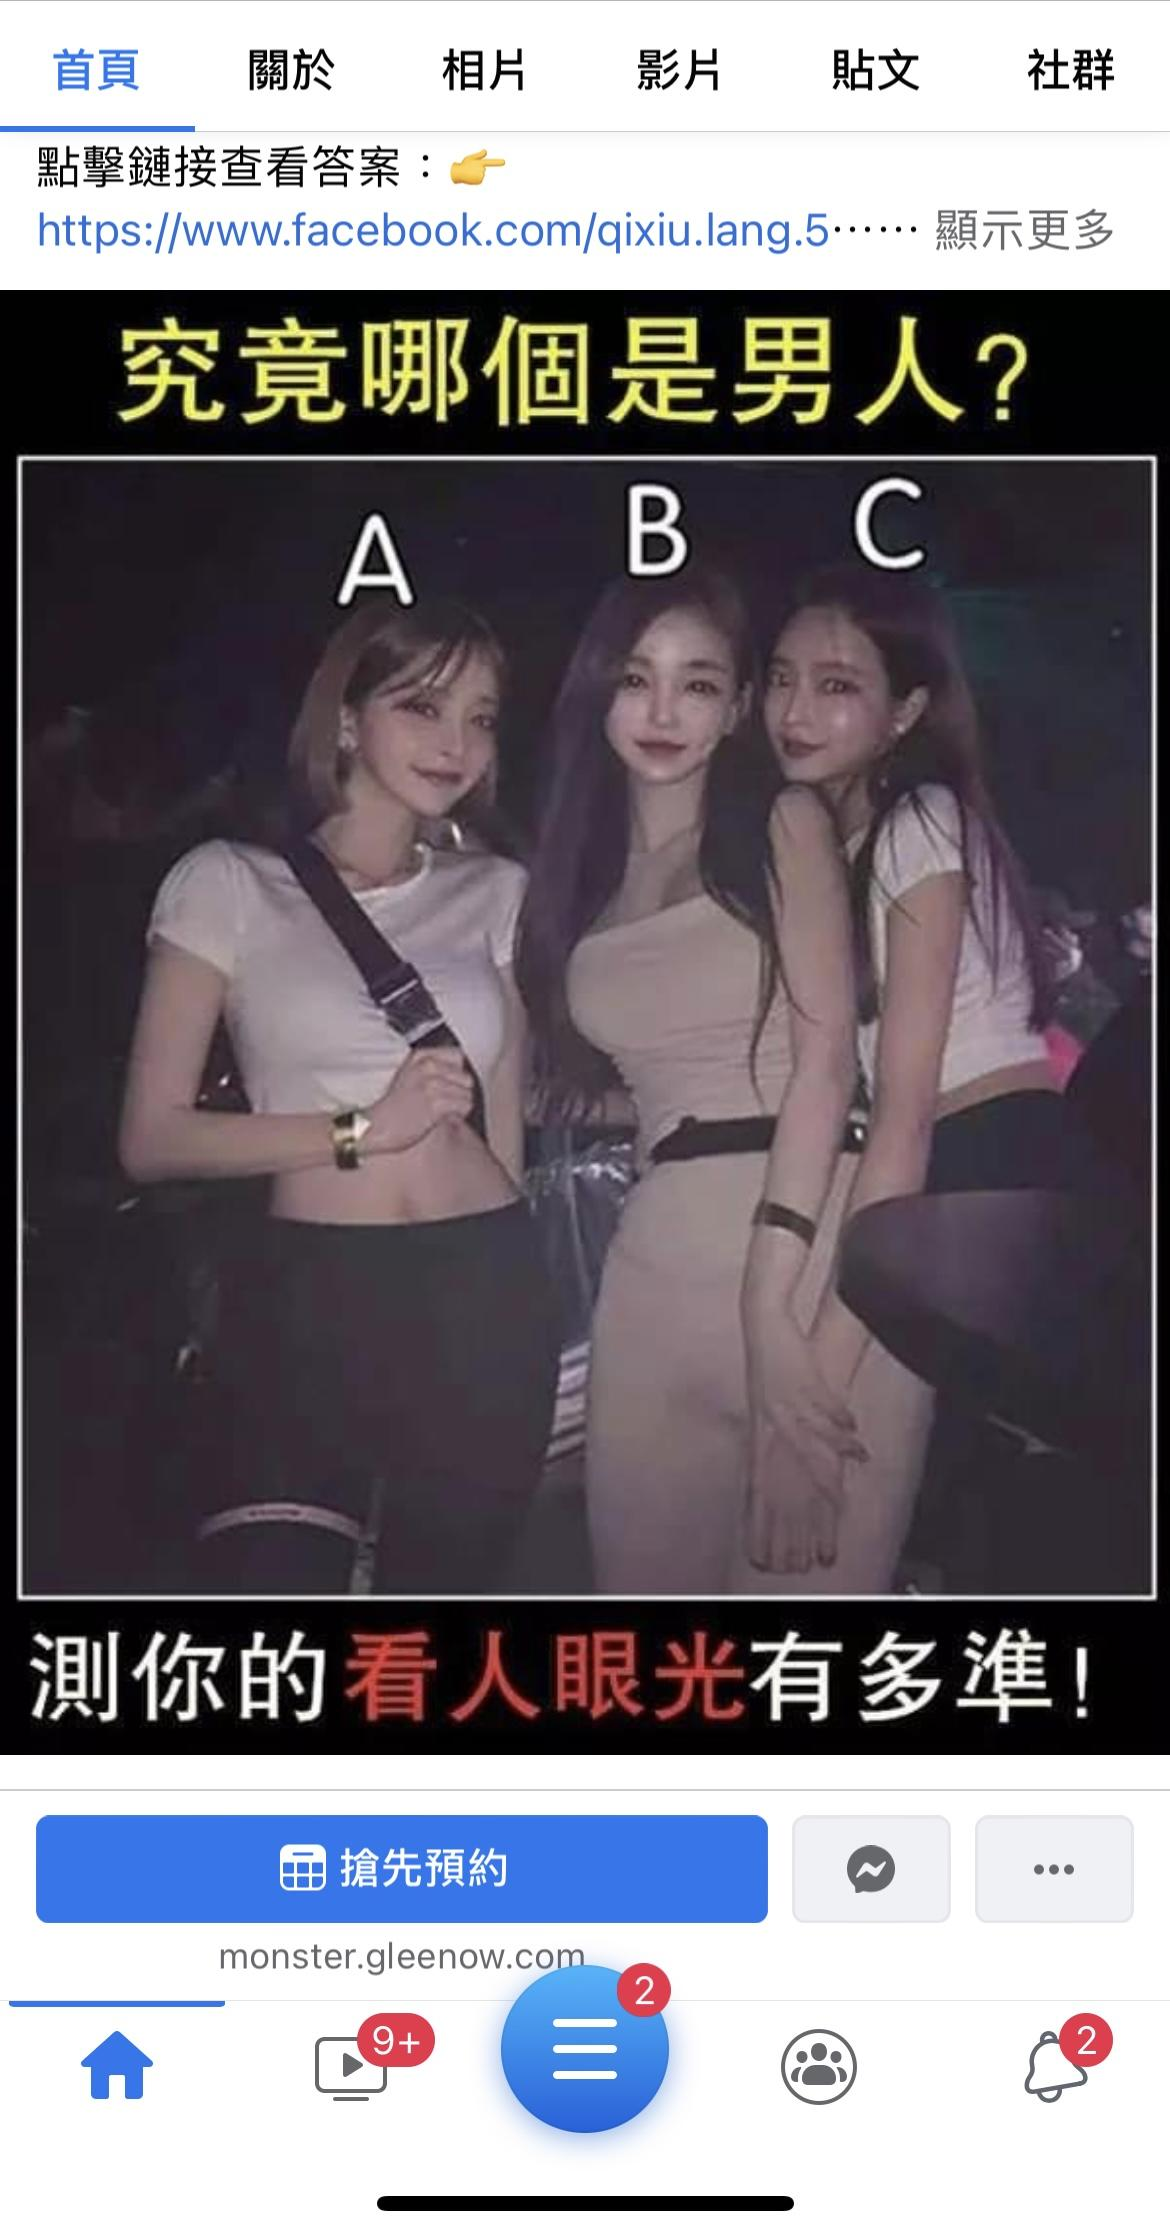 首頁 關於 相片 影片 貼文 社群
點擊鏈接查看答案：👉
https://www.facebook.com/qixiu.lang.5⋯⋯ 顯示更多
究竟哪個是男人?
A B C
測你的看人眼光有多準!
搶先預約
monster.gleenow.com
9+ 2 2